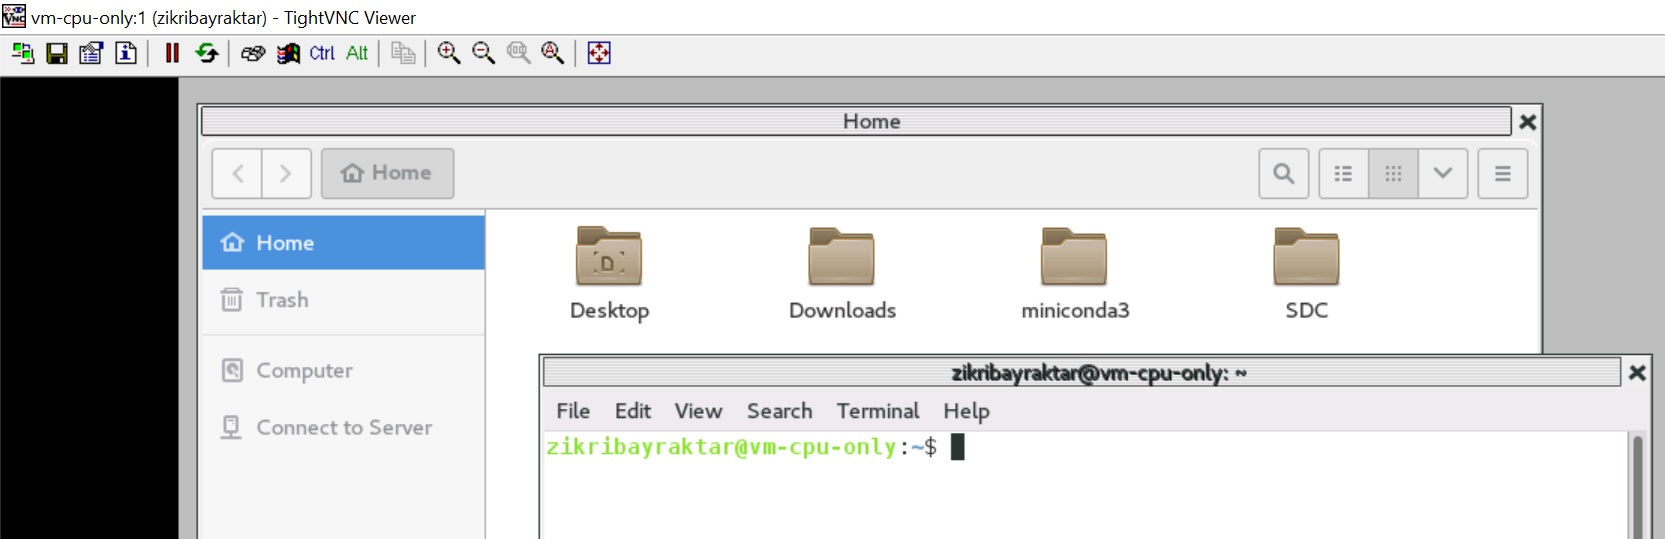 vm-cpu-only:1 (zikribayraktar) - TightVNC Viewer
Ctrl Alt
Home
Home
Home
Trash
Computer
Connect to Server
Desktop Downloads miniconda3 SDC
zikribayraktar@vm-cpu-only: ~
File Edit View Search Terminal Help
zikribayraktar@vm-cpu-only:~$